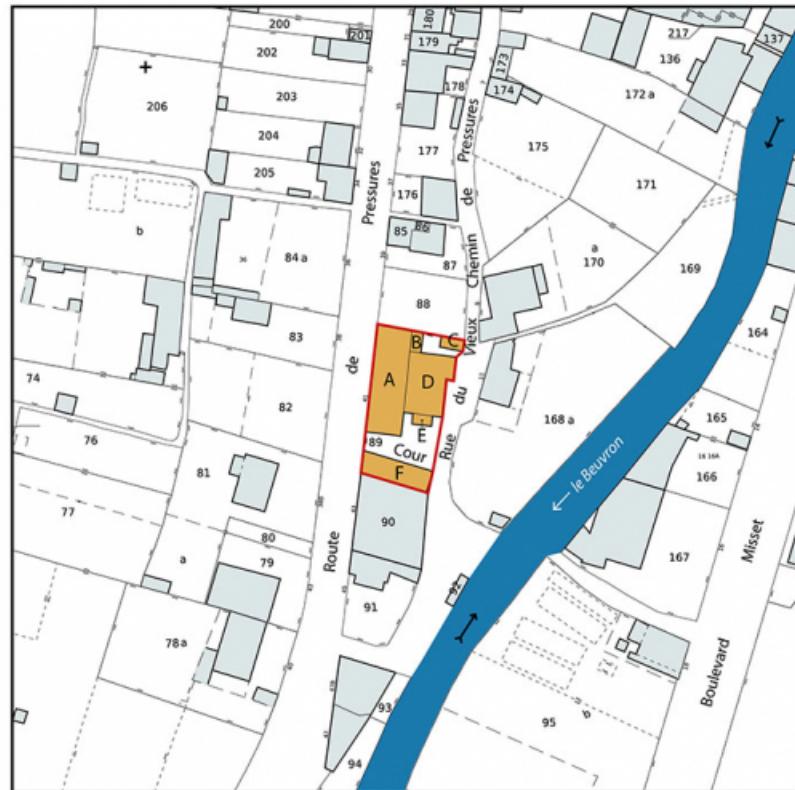 200
201
202
203
204
205
206
180
179
178
177
176
173
174
175
217
136
137
172 a
171
a
170
169
164
165
16 16A
166
167
168 a
b
84 a
85
86
87
88
83
82
74
76
77
81
80
79
a
78 a
A
B
C
D
E
F
89
Cour
90
91
92
93
94
95
b
Route
de
Pressures
Rue
du
Vieux
Chemin
de
Pressures
← le Beuvron
Boulevard
Misset